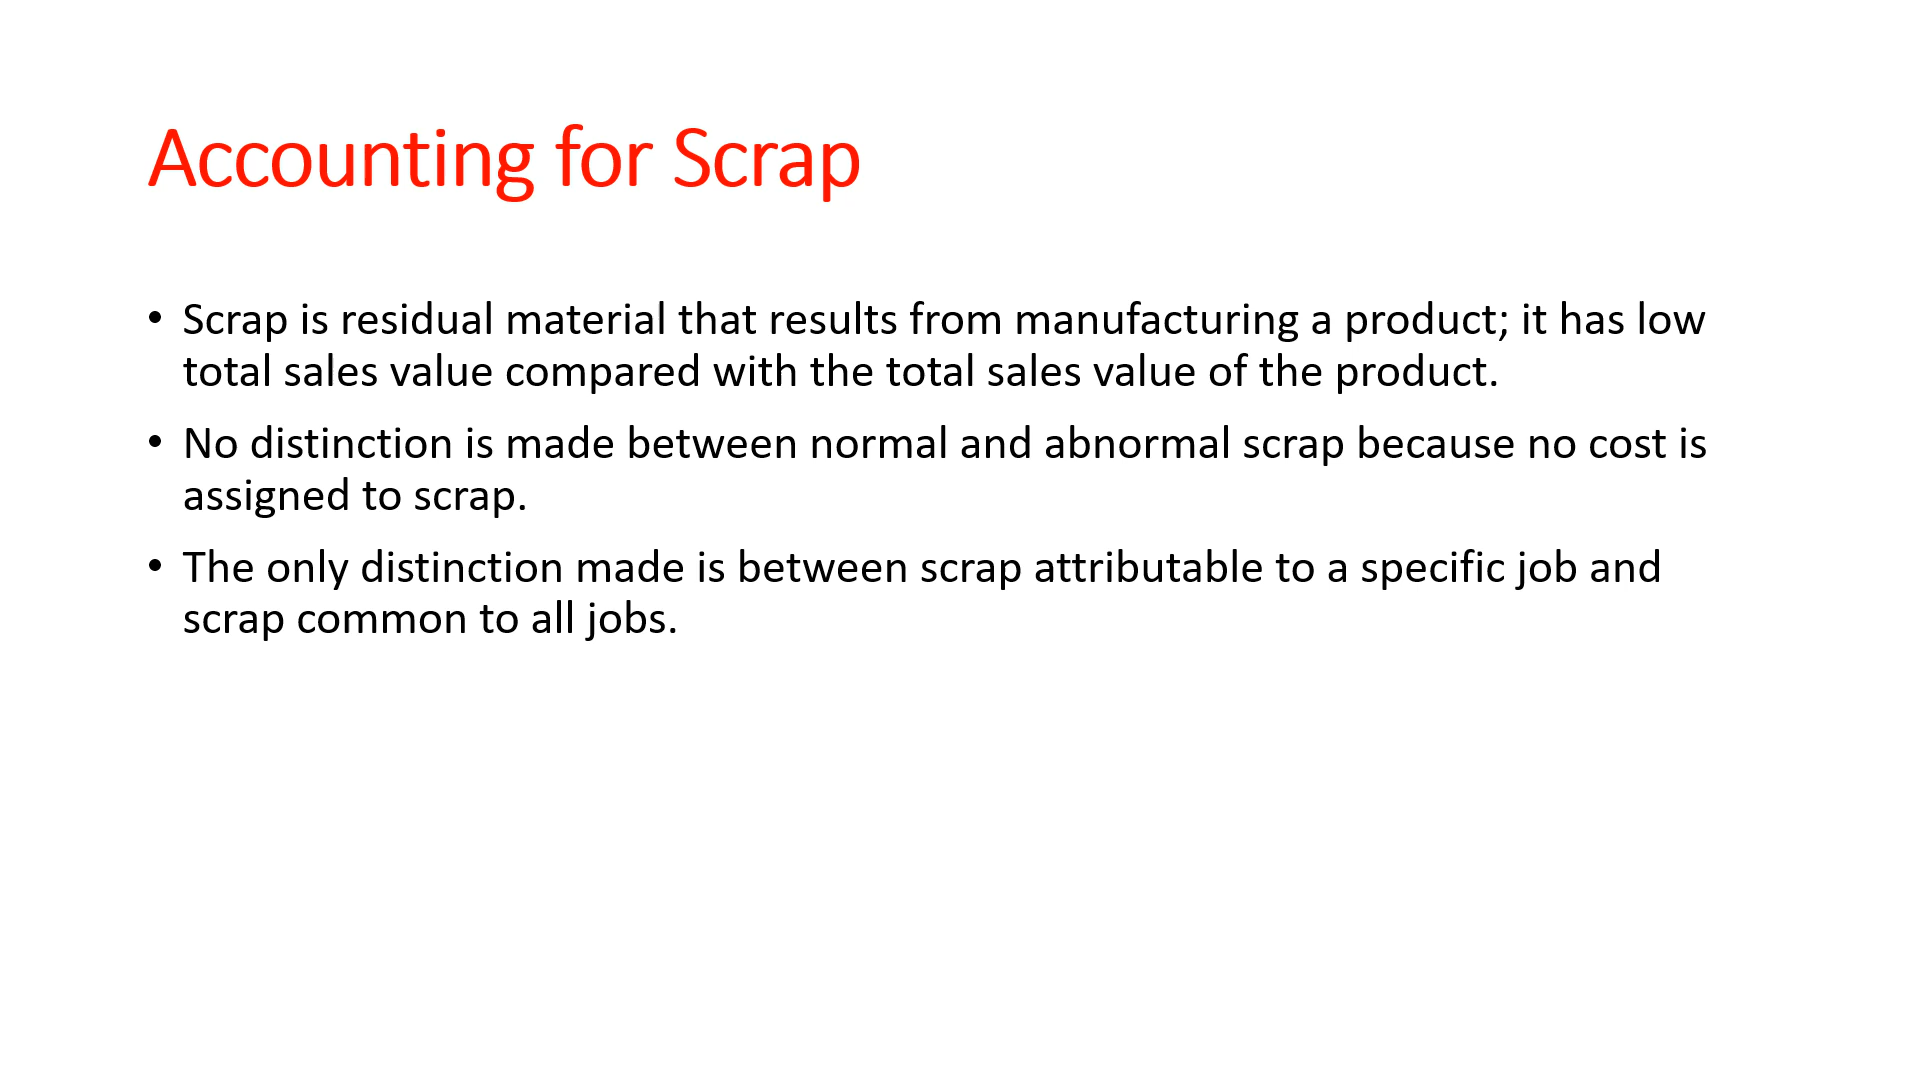 Accounting for Scrap
• Scrap is residual material that results from manufacturing a product; it has low
total sales value compared with the total sales value of the product.
• No distinction is made between normal and abnormal scrap because no cost is
assigned to scrap.
• The only distinction made is between scrap attributable to a specific job and
scrap common to all jobs.